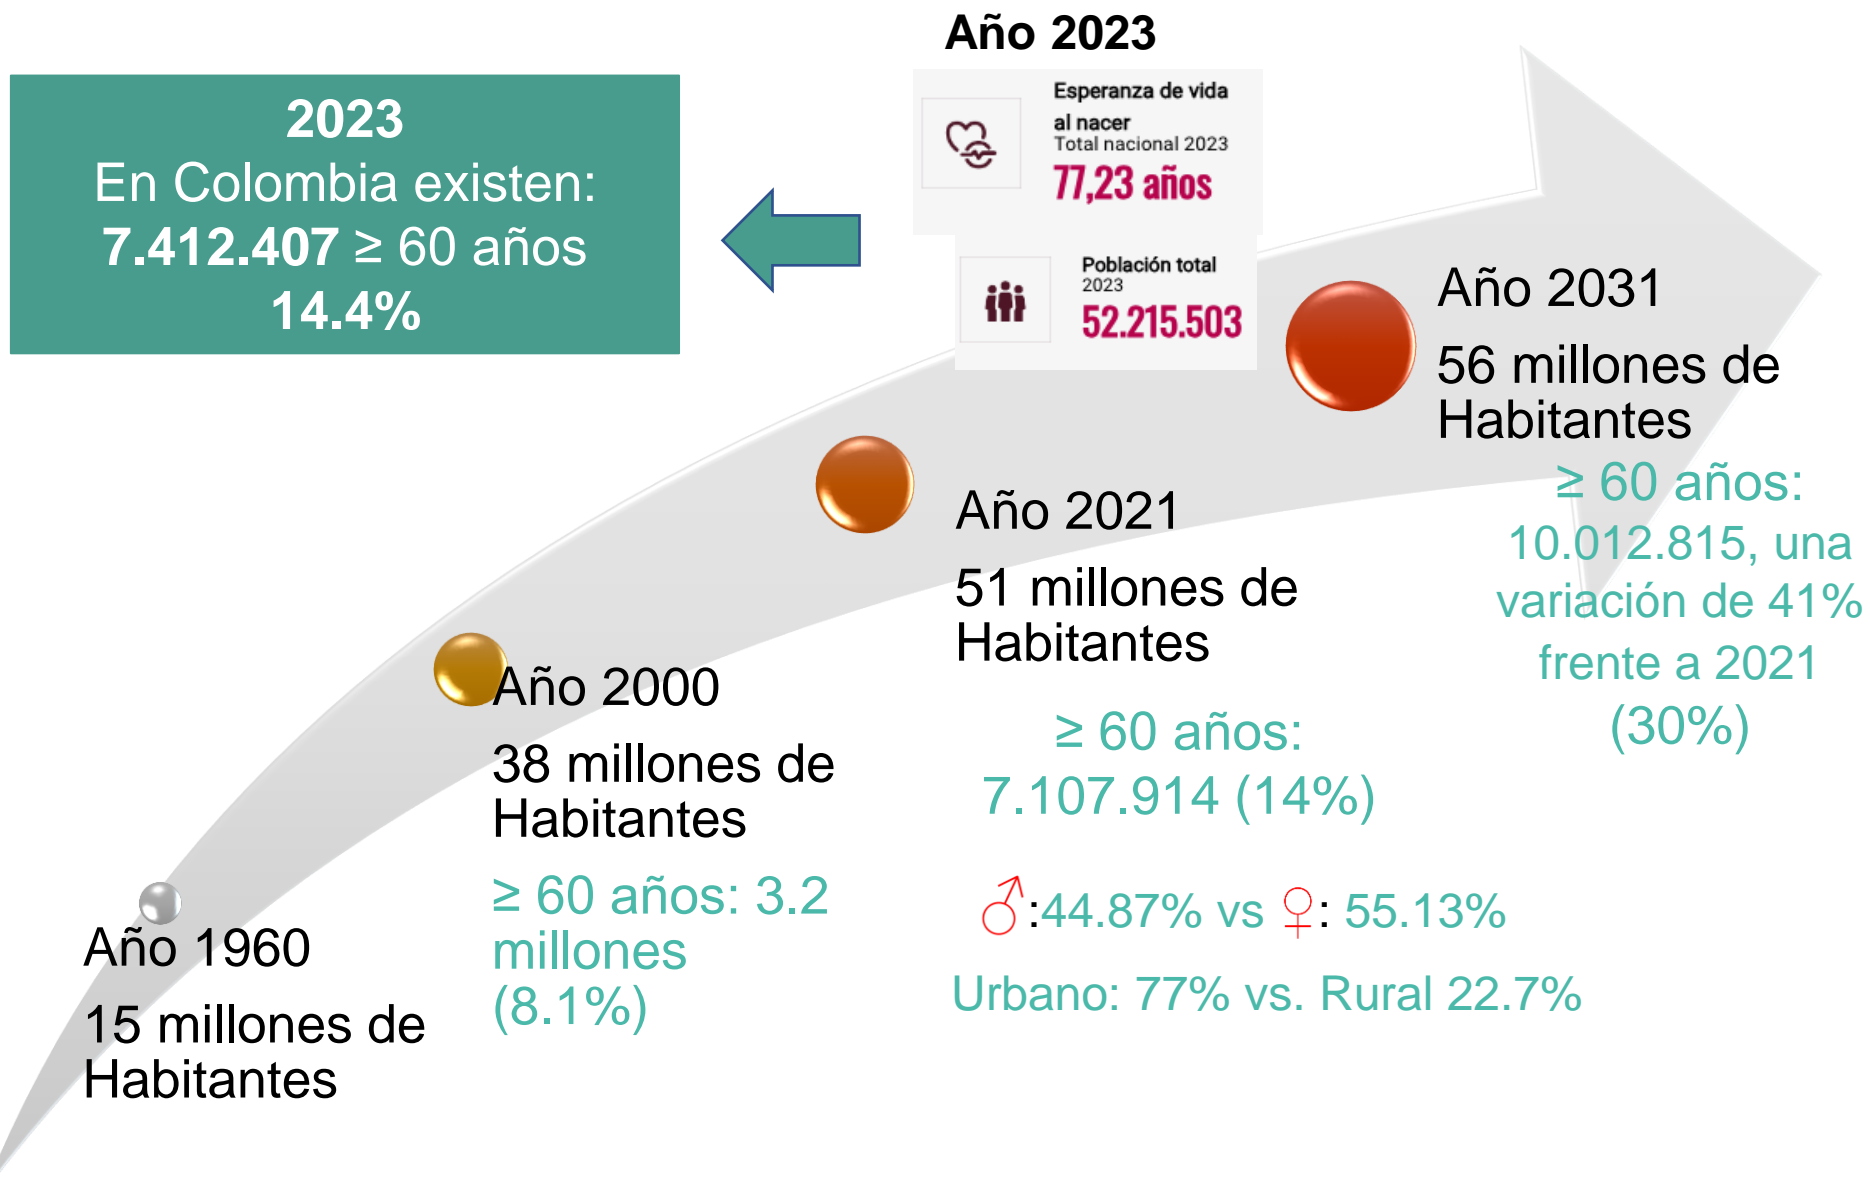 2023
En Colombia existen:
7.412.407 ≥ 60 años
14.4%
Año 2023
Esperanza de vida
al nacer
Total nacional 2023
77,23 años
Población total
2023
52.215.503
Año 1960
15 millones de
Habitantes
Año 2000
38 millones de
Habitantes
≥ 60 años: 3.2
millones
(8.1%)
Año 2021
51 millones de
Habitantes
≥ 60 años:
7.107.914 (14%)
♂:44.87% vs ♀: 55.13%
Urbano: 77% vs. Rural 22.7%
Año 2031
56 millones de
Habitantes
≥ 60 años:
10.012.815, una
variación de 41%
frente a 2021
(30%)